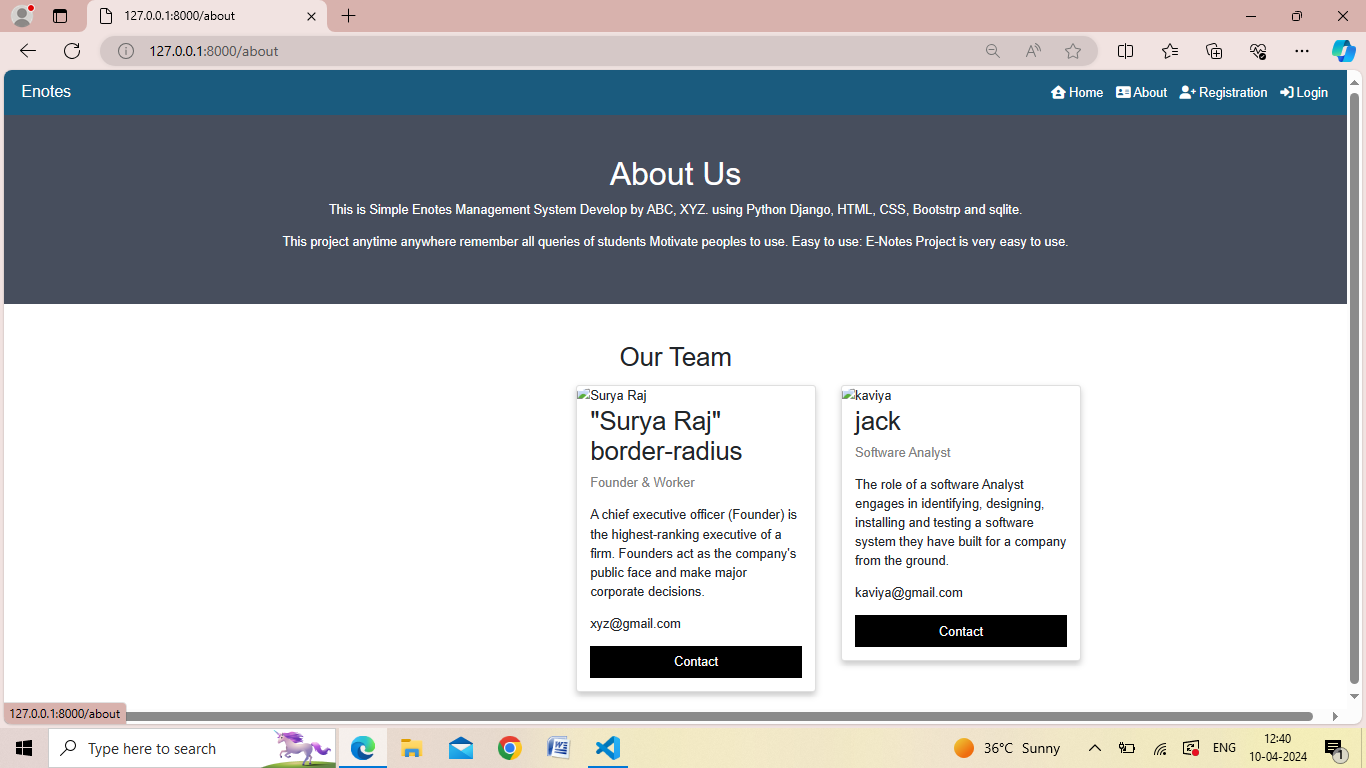 127.0.0.1:8000/about
127.0.0.1:8000/about
Enotes
Home About Registration Login
About Us
This is Simple Enotes Management System Develop by ABC, XYZ. using Python Django, HTML, CSS, Bootstrp and sqlite.
This project anytime anywhere remember all queries of students Motivate peoples to use. Easy to use: E-Notes Project is very easy to use.
Our Team
Surya Raj
"Surya Raj"
border-radius
Founder & Worker
A chief executive officer (Founder) is
the highest-ranking executive of a
firm. Founders act as the company's
public face and make major
corporate decisions.
xyz@gmail.com
Contact
kaviya
jack
Software Analyst
The role of a software Analyst
engages in identifying, designing,
installing and testing a software
system they have built for a company
from the ground.
kaviya@gmail.com
Contact
127.0.0.1:8000/about
Type here to search
36°C Sunny
ENG
12:40
10-04-2024
1